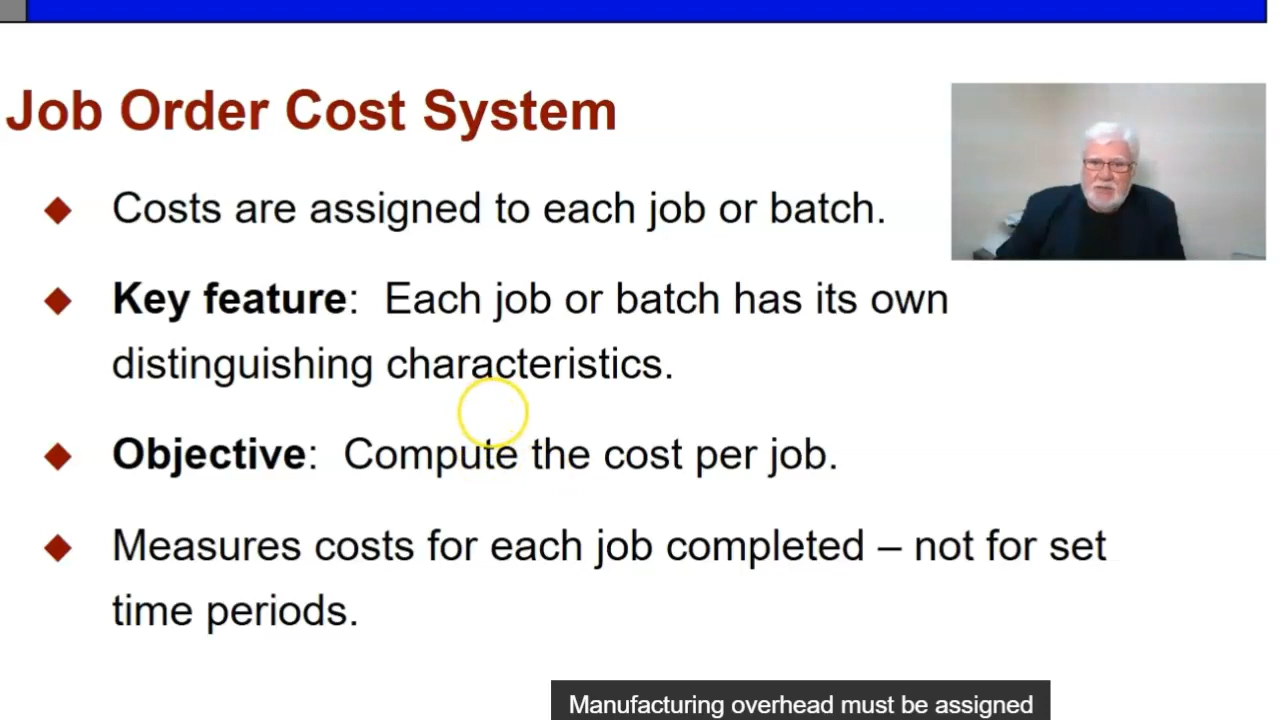 Job Order Cost System
Costs are assigned to each job or batch.
Key feature: Each job or batch has its own
distinguishing characteristics.
Objective: Compute the cost per job.
Measures costs for each job completed – not for set
time periods.
Manufacturing overhead must be assigned